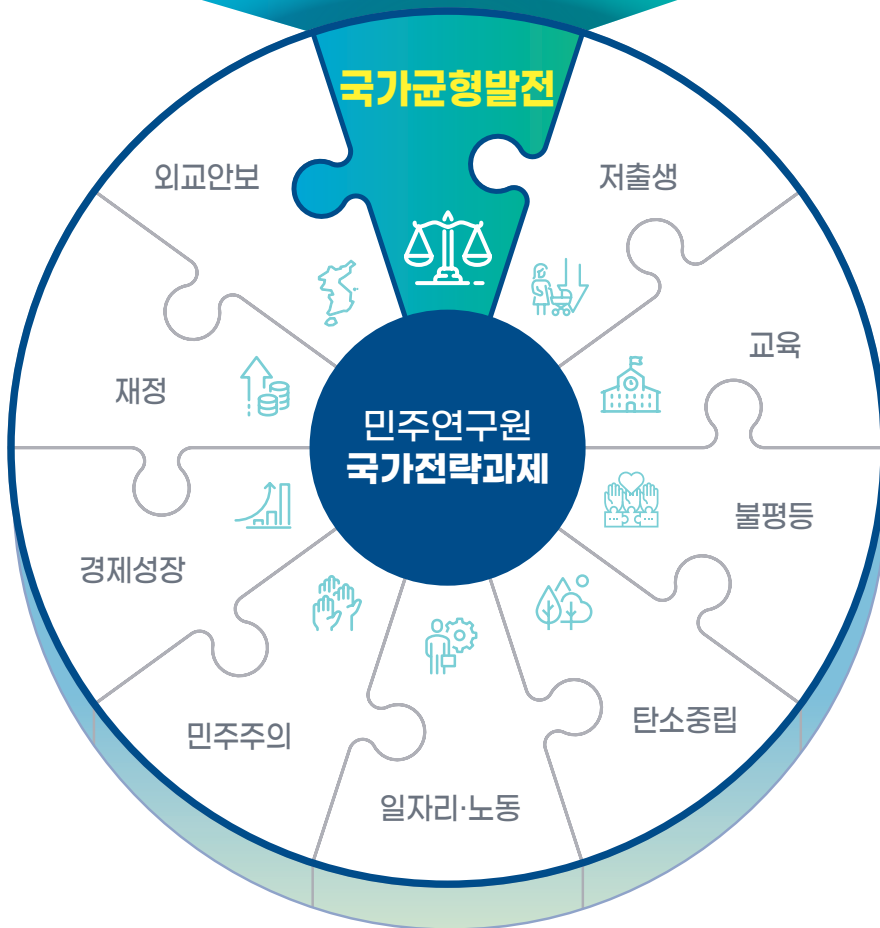 국가균형발전
외교안보
저출생
재정
교육
민주연구원
국가전략과제
경제성장
불평등
민주주의
탄소중립
일자리·노동